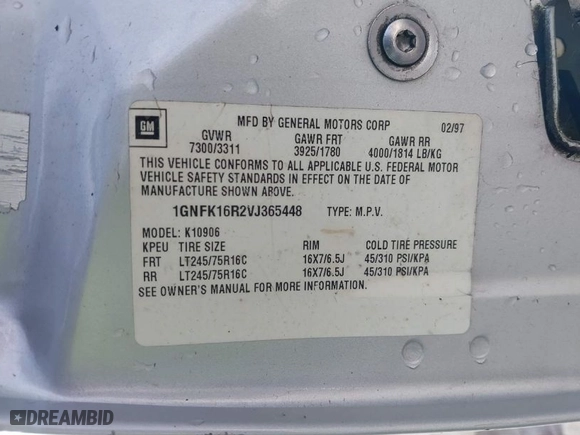 GM
MFD BY GENERAL MOTORS CORP 02/97
GVWR GAWR FRT GAWR RR
7300/3311 3925/1780 4000/1814 LB/KG
THIS VEHICLE CONFORMS TO ALL APPLICABLE U.S. FEDERAL MOTOR
VEHICLE SAFETY STANDARDS IN EFFECT ON THE DATE OF
MANUFACTURE SHOWN ABOVE.
1GNFK16R2VJ365448 TYPE: M.P.V.
MODEL: K10906
KPEU TIRE SIZE RIM COLD TIRE PRESSURE
FRT LT245/75R16C 16X7/6.5J 45/310 PSI/KPA
RR LT245/75R16C 16X7/6.5J 45/310 PSI/KPA
SEE OWNER'S MANUAL FOR MORE INFORMATION.
DREAMBID